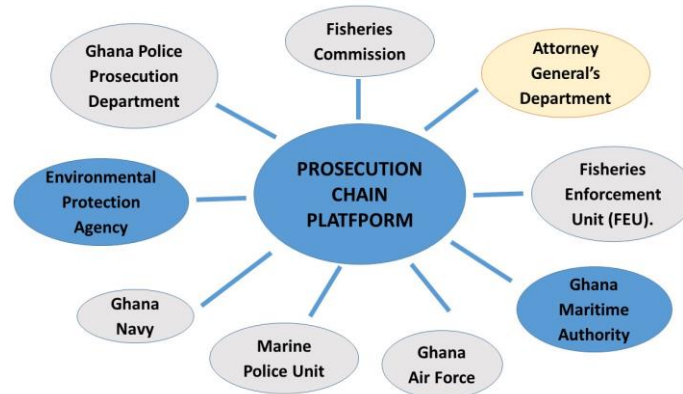 Fisheries
Commission
Attorney
General's
Department
Ghana Police
Prosecution
Department
PROSECUTION
CHAIN
PLATFPORM
Fisheries
Enforcement
Unit (FEU).
Environmental
Protection
Agency
Ghana
Maritime
Authority
Ghana
Navy
Marine
Police Unit
Ghana
Air Force